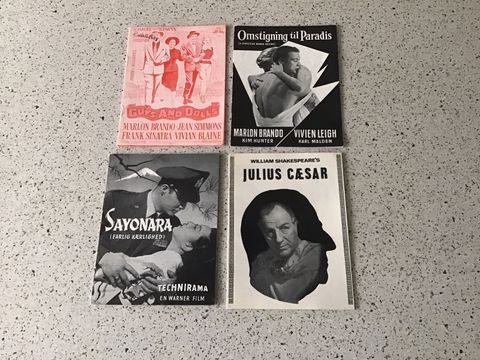 GUYS AND DOLLS
MARLON BRANDO · JEAN SIMMONS
FRANK SINATRA · VIVIAN BLAINE
Omstigning til Paradis
MARLON BRANDO
KIM HUNTER
VIVIEN LEIGH
KARL MALDEN
SAYONARA
(FARLIG KÆRLIGHED)
TECHNIRAMA
EN WARNER FILM
WILLIAM SHAKESPEARE'S
JULIUS CÆSAR